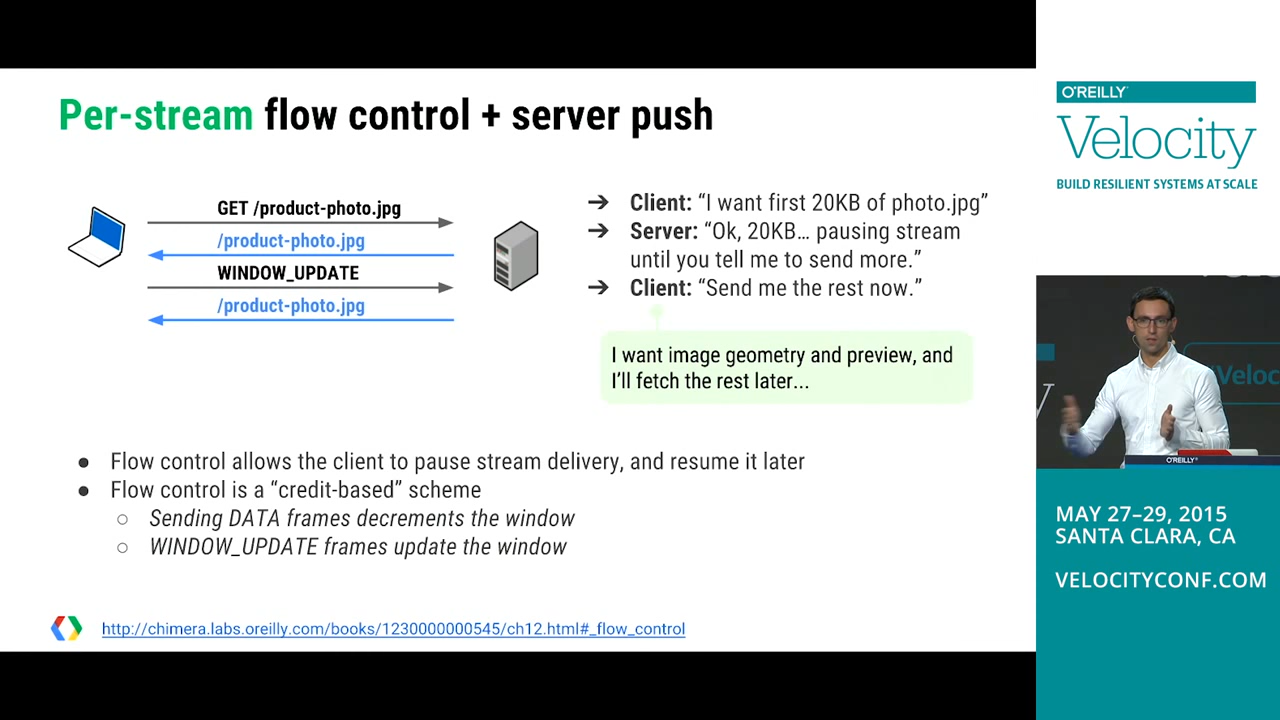 Per-stream flow control + server push
GET /product-photo.jpg
/product-photo.jpg
WINDOW_UPDATE
/product-photo.jpg
➔ Client: “I want first 20KB of photo.jpg”
➔ Server: “Ok, 20KB… pausing stream
until you tell me to send more.”
➔ Client: “Send me the rest now.”
I want image geometry and preview, and
I’ll fetch the rest later...
● Flow control allows the client to pause stream delivery, and resume it later
● Flow control is a “credit-based” scheme
○ Sending DATA frames decrements the window
○ WINDOW_UPDATE frames update the window
http://chimera.labs.oreilly.com/books/1230000000545/ch12.html#_flow_control
O'REILLY
Velocity
BUILD RESILIENT SYSTEMS AT SCALE
Veloc
O'REILLY
MAY 27–29, 2015
SANTA CLARA, CA
VELOCITYCONF.COM